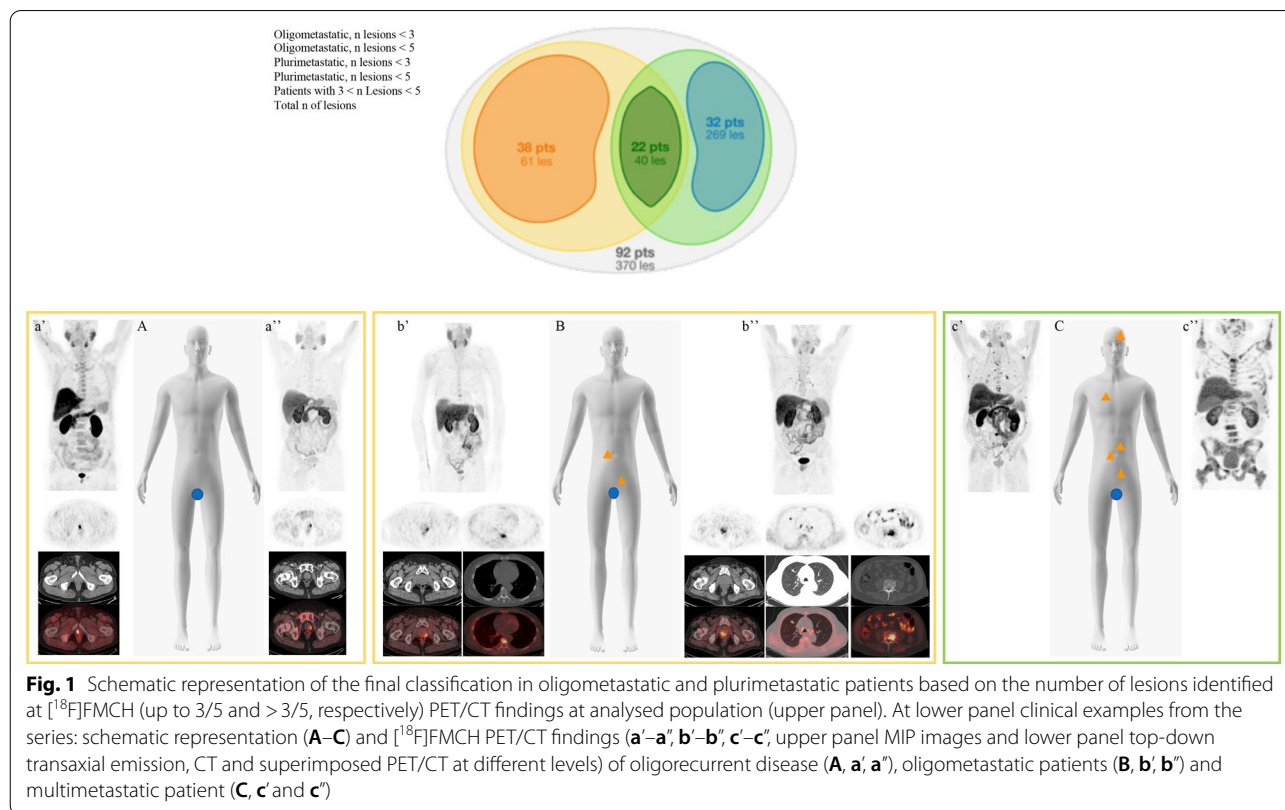 Oligometastatic, n lesions < 3
Oligometastatic, n lesions < 5
Plurimetastatic, n lesions < 3
Plurimetastatic, n lesions < 5
Patients with 3 < n Lesions < 5
Total n of lesions
38 pts
61 les
22 pts
40 les
32 pts
269 les
92 pts
370 les
a'
A
a''
b'
B
b''
c'
C
c''
Fig. 1 Schematic representation of the final classification in oligometastatic and plurimetastatic patients based on the number of lesions identified
at [¹⁸F]FMCH (up to 3/5 and > 3/5, respectively) PET/CT findings at analysed population (upper panel). At lower panel clinical examples from the
series: schematic representation (A–C) and [¹⁸F]FMCH PET/CT findings (a′–a″, b′–b″, c′–c″, upper panel MIP images and lower panel top-down
transaxial emission, CT and superimposed PET/CT at different levels) of oligorecurrent disease (A, a′, a″), oligometastatic patients (B, b′, b″) and
multimetastatic patient (C, c′ and c″)